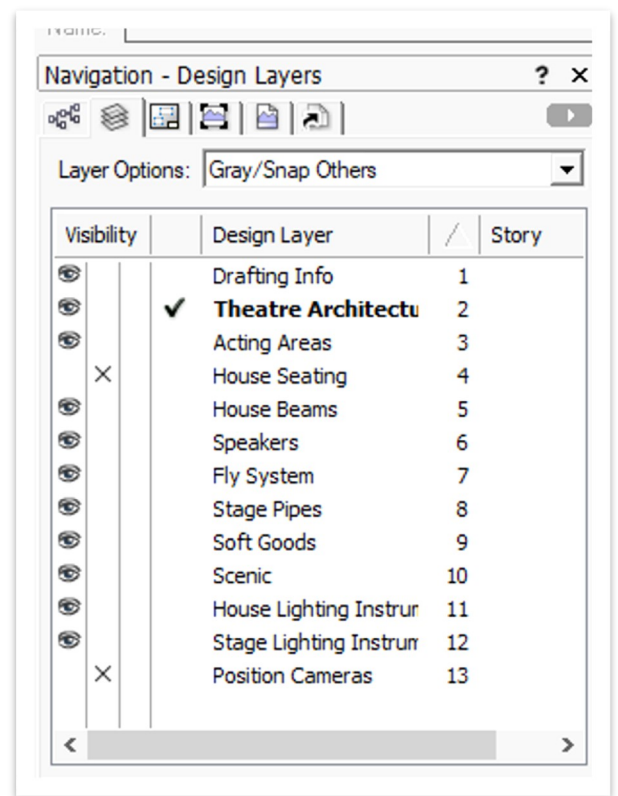 Name:
Navigation - Design Layers ? ×
Layer Options: Gray/Snap Others
Visibility Design Layer Story
Drafting Info 1
Theatre Architectu 2
Acting Areas 3
House Seating 4
House Beams 5
Speakers 6
Fly System 7
Stage Pipes 8
Soft Goods 9
Scenic 10
House Lighting Instrur 11
Stage Lighting Instrum 12
Position Cameras 13